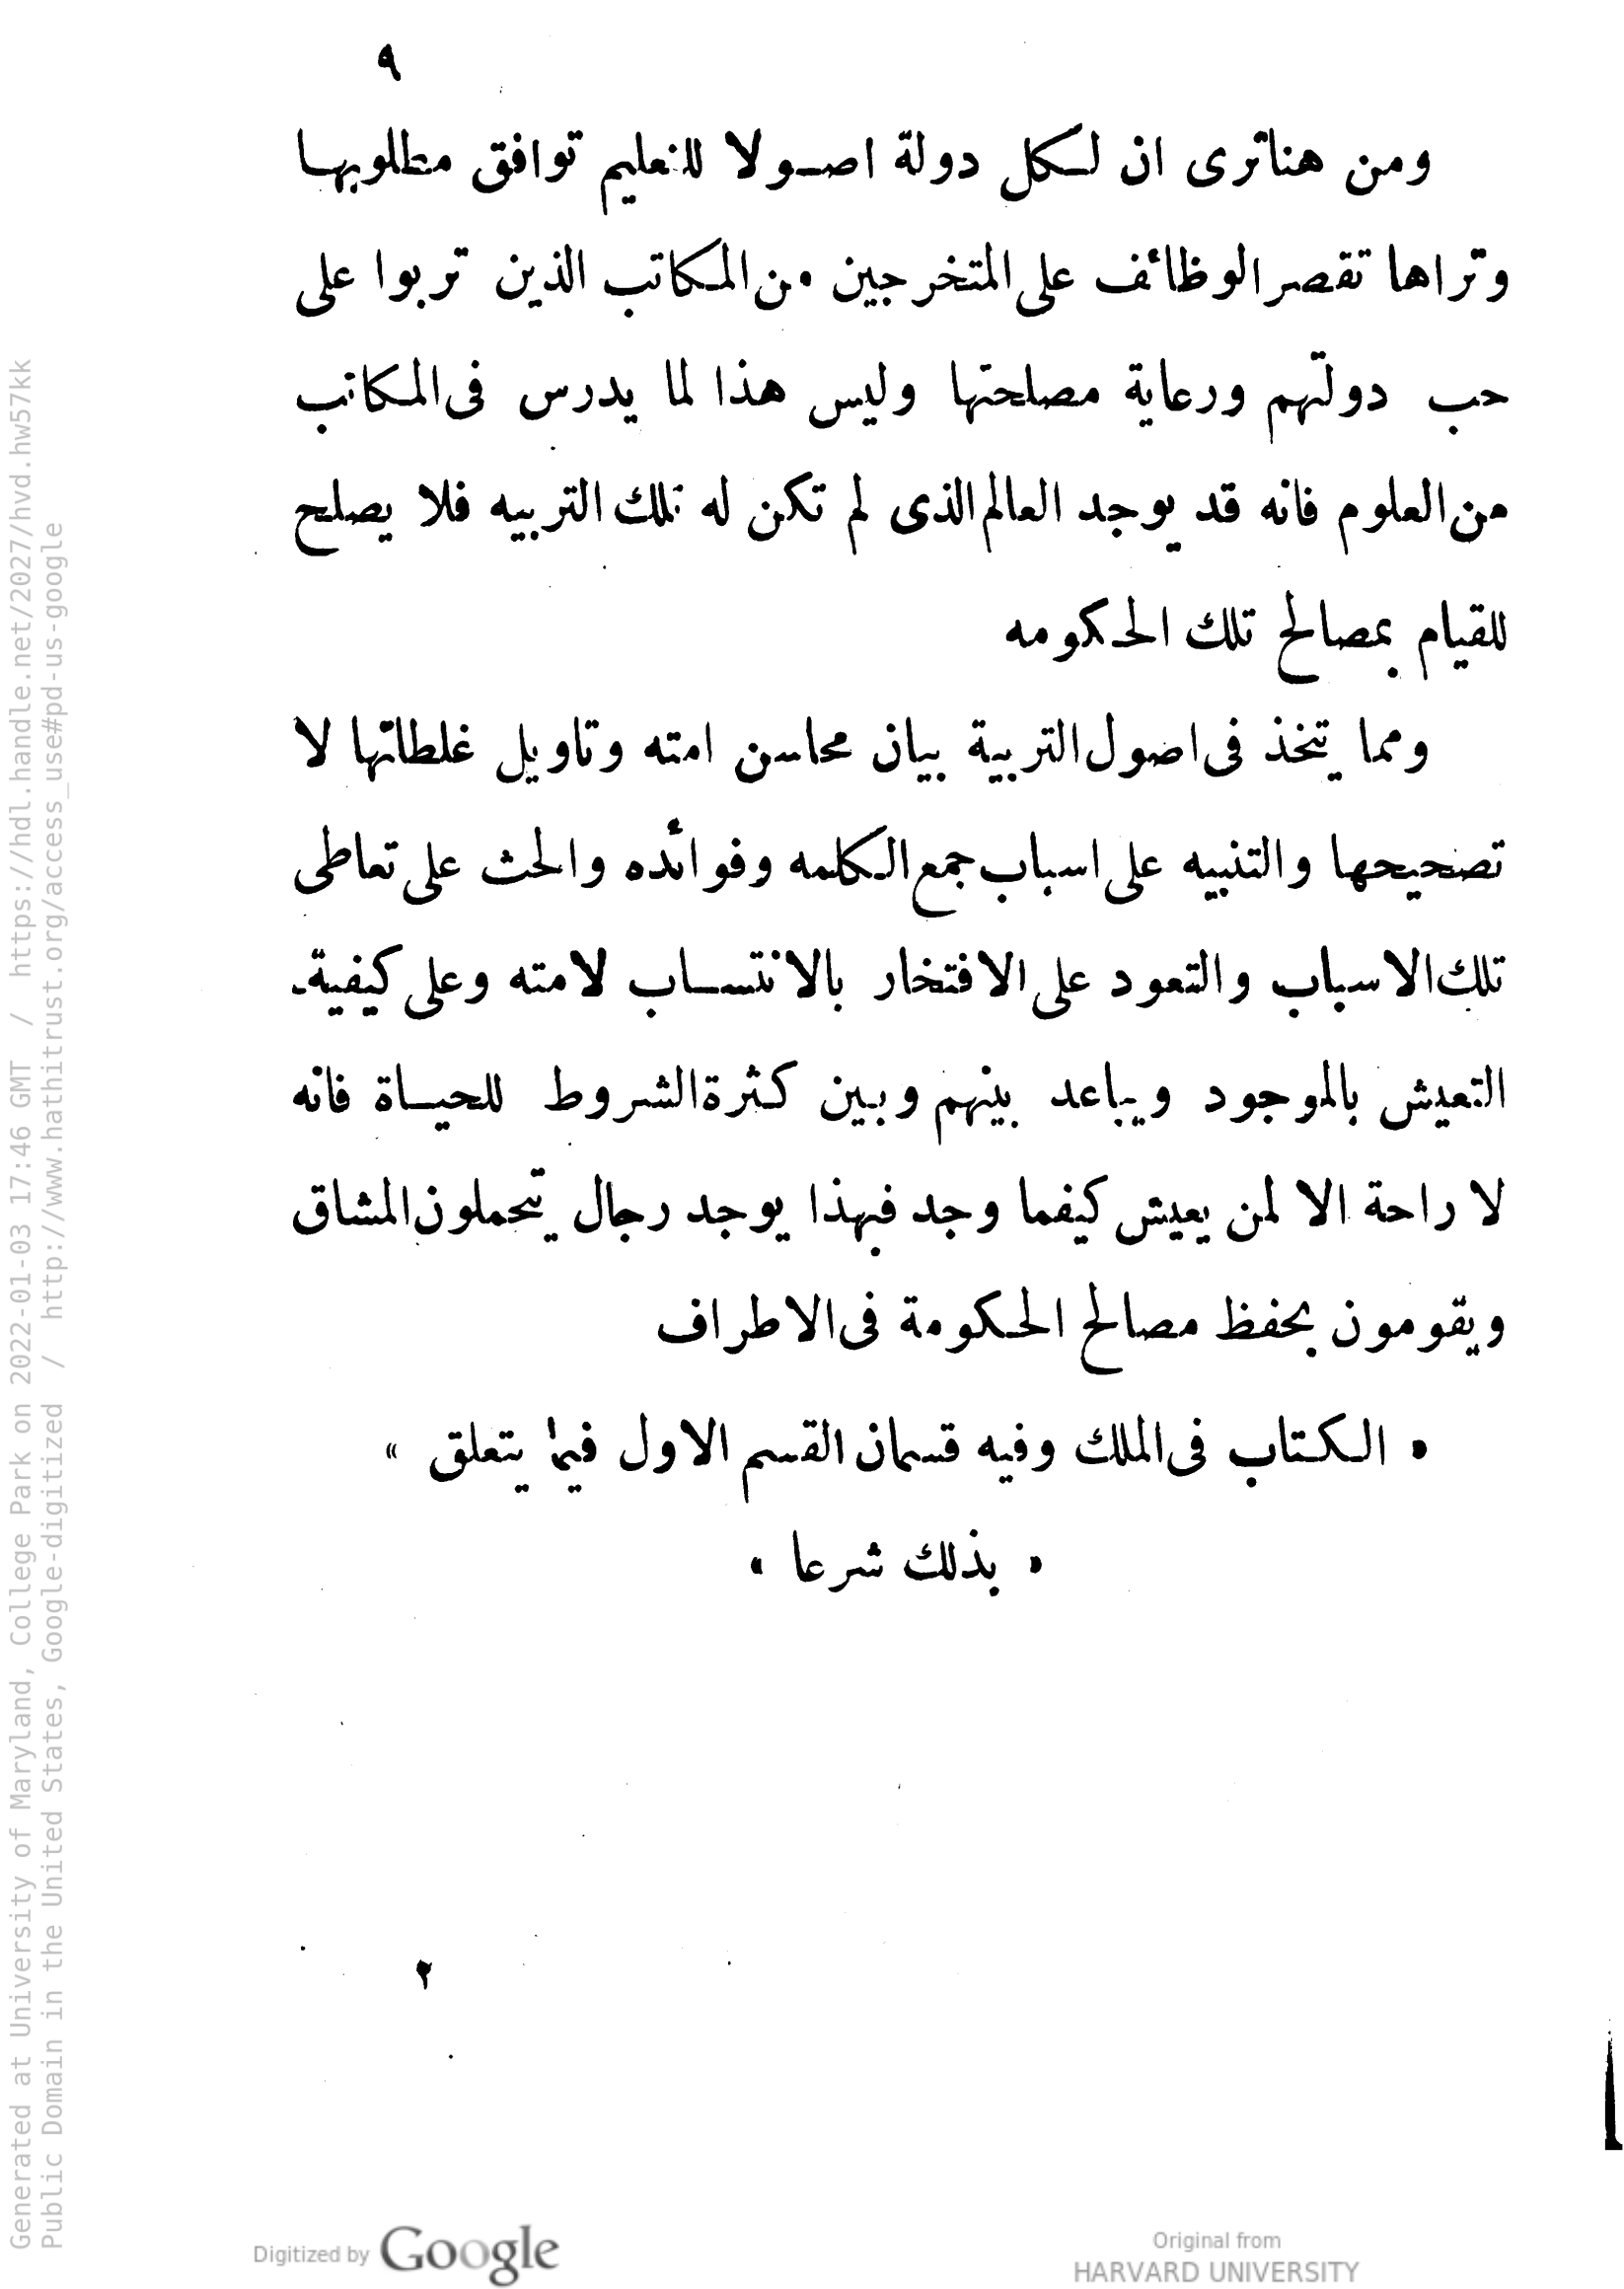 ٩
ومن هنا ترى ان لكل دولة اصولا للتعليم توافق مطلوبها
وتراها تقصر الوظائف على المتخرجين من المكاتب الذين تربوا على
حب دولتهم ورعاية مصلحتها وليس هذا لما يدرس فى المكاتب
من العلوم فانه قد يوجد العالم الذى لم تكن له تلك التربيه فلا يصلح
للقيام بمصالح تلك الحكومه
ومما يتخذ فى اصول التربية بيان محاسن امته وتاويل غلطاتها لا
تصحيحها والتنبيه على اسباب جمع الكلمه وفوائده والحث على تعاطى
تلك الاسباب والتعود على الافتخار بالانتساب لامته وعلى كيفية
التعيش بالموجود ويباعد بينهم وبين كثرة الشروط للحياة فانه
لا راحة الا لمن يعيش كيفما وجد فبهذا يوجد رجال يتحملون المشاق
ويقومون بحفظ مصالح الحكومة فى الاطراف
« الكتاب فى الملك وفيه قسمان القسم الاول فيما يتعلق »
« بذلك شرعا »
٢
Generated at University of Maryland, College Park on 2022-01-03 17:46 GMT / https://hdl.handle.net/2027/hvd.hw57kk
Public Domain in the United States, Google-digitized / http://www.hathitrust.org/access_use#pd-us-google
Digitized by Google
Original from
HARVARD UNIVERSITY